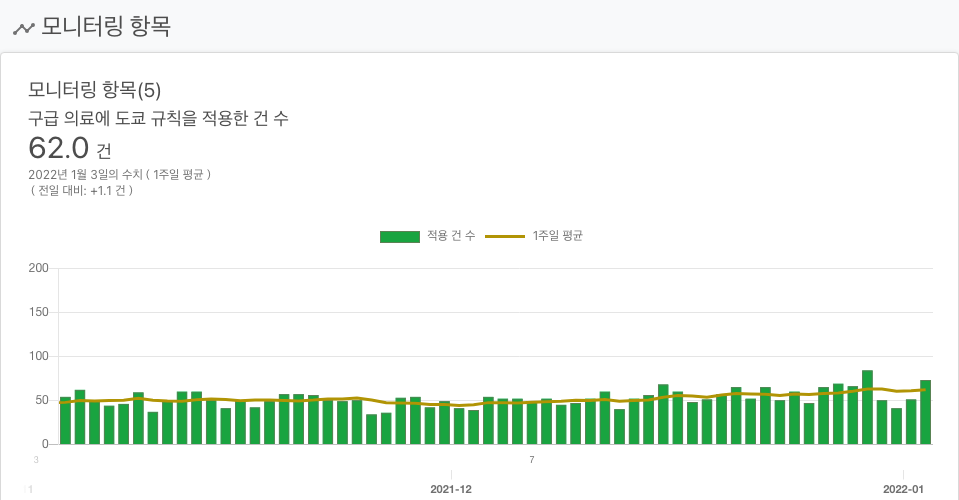 모니터링 항목
모니터링 항목(5)
구급 의료에 도쿄 규칙을 적용한 건 수
62.0 건
2022년 1월 3일의 수치 ( 1주일 평균 )
( 전일 대비: +1.1 건 )
적용 건 수 1주일 평균
200
150
100
50
0
3 7
1 2021-12 2022-01